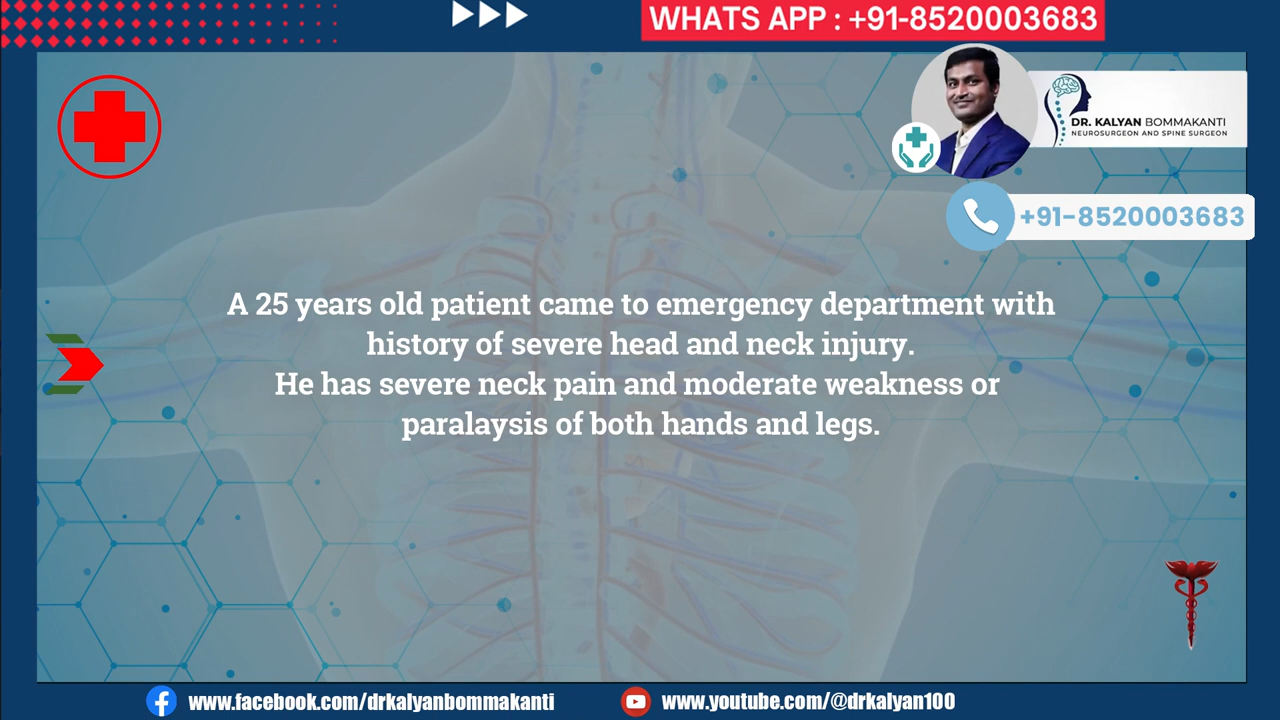 WHATS APP : +91-8520003683
DR. KALYAN BOMMAKANTI
NEUROSURGEON AND SPINE SURGEON
+91-8520003683
A 25 years old patient came to emergency department with
history of severe head and neck injury.
He has severe neck pain and moderate weakness or
paralaysis of both hands and legs.
www.facebook.com/drkalyanbommakanti
www.youtube.com/@drkalyan100